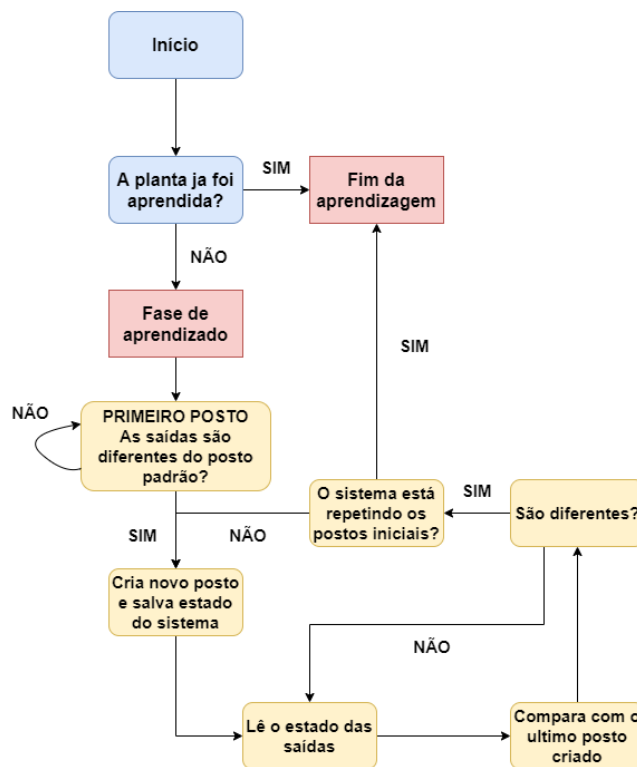 Início
A planta ja foi
aprendida?
SIM
Fim da
aprendizagem
NÃO
Fase de
aprendizado
SIM
NÃO
PRIMEIRO POSTO
As saídas são
diferentes do posto
padrão?
O sistema está
repetindo os
postos iniciais?
SIM
São diferentes?
SIM
NÃO
Cria novo posto
e salva estado
do sistema
NÃO
Lê o estado das
saídas
Compara com o
ultimo posto
criado